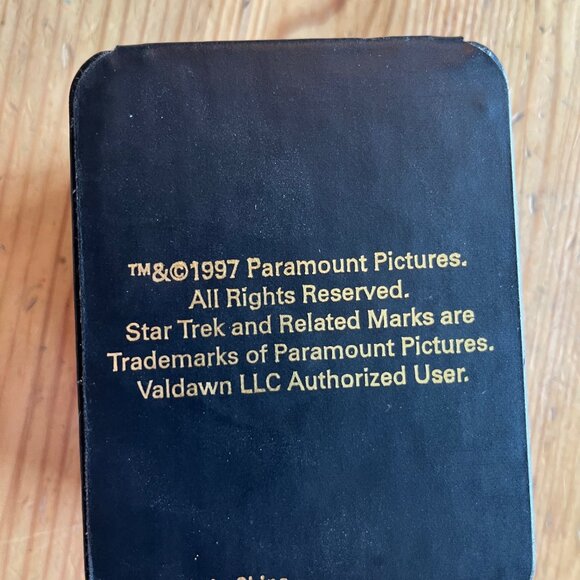 ™&©1997 Paramount Pictures.
All Rights Reserved.
Star Trek and Related Marks are
Trademarks of Paramount Pictures.
Valdawn LLC Authorized User.